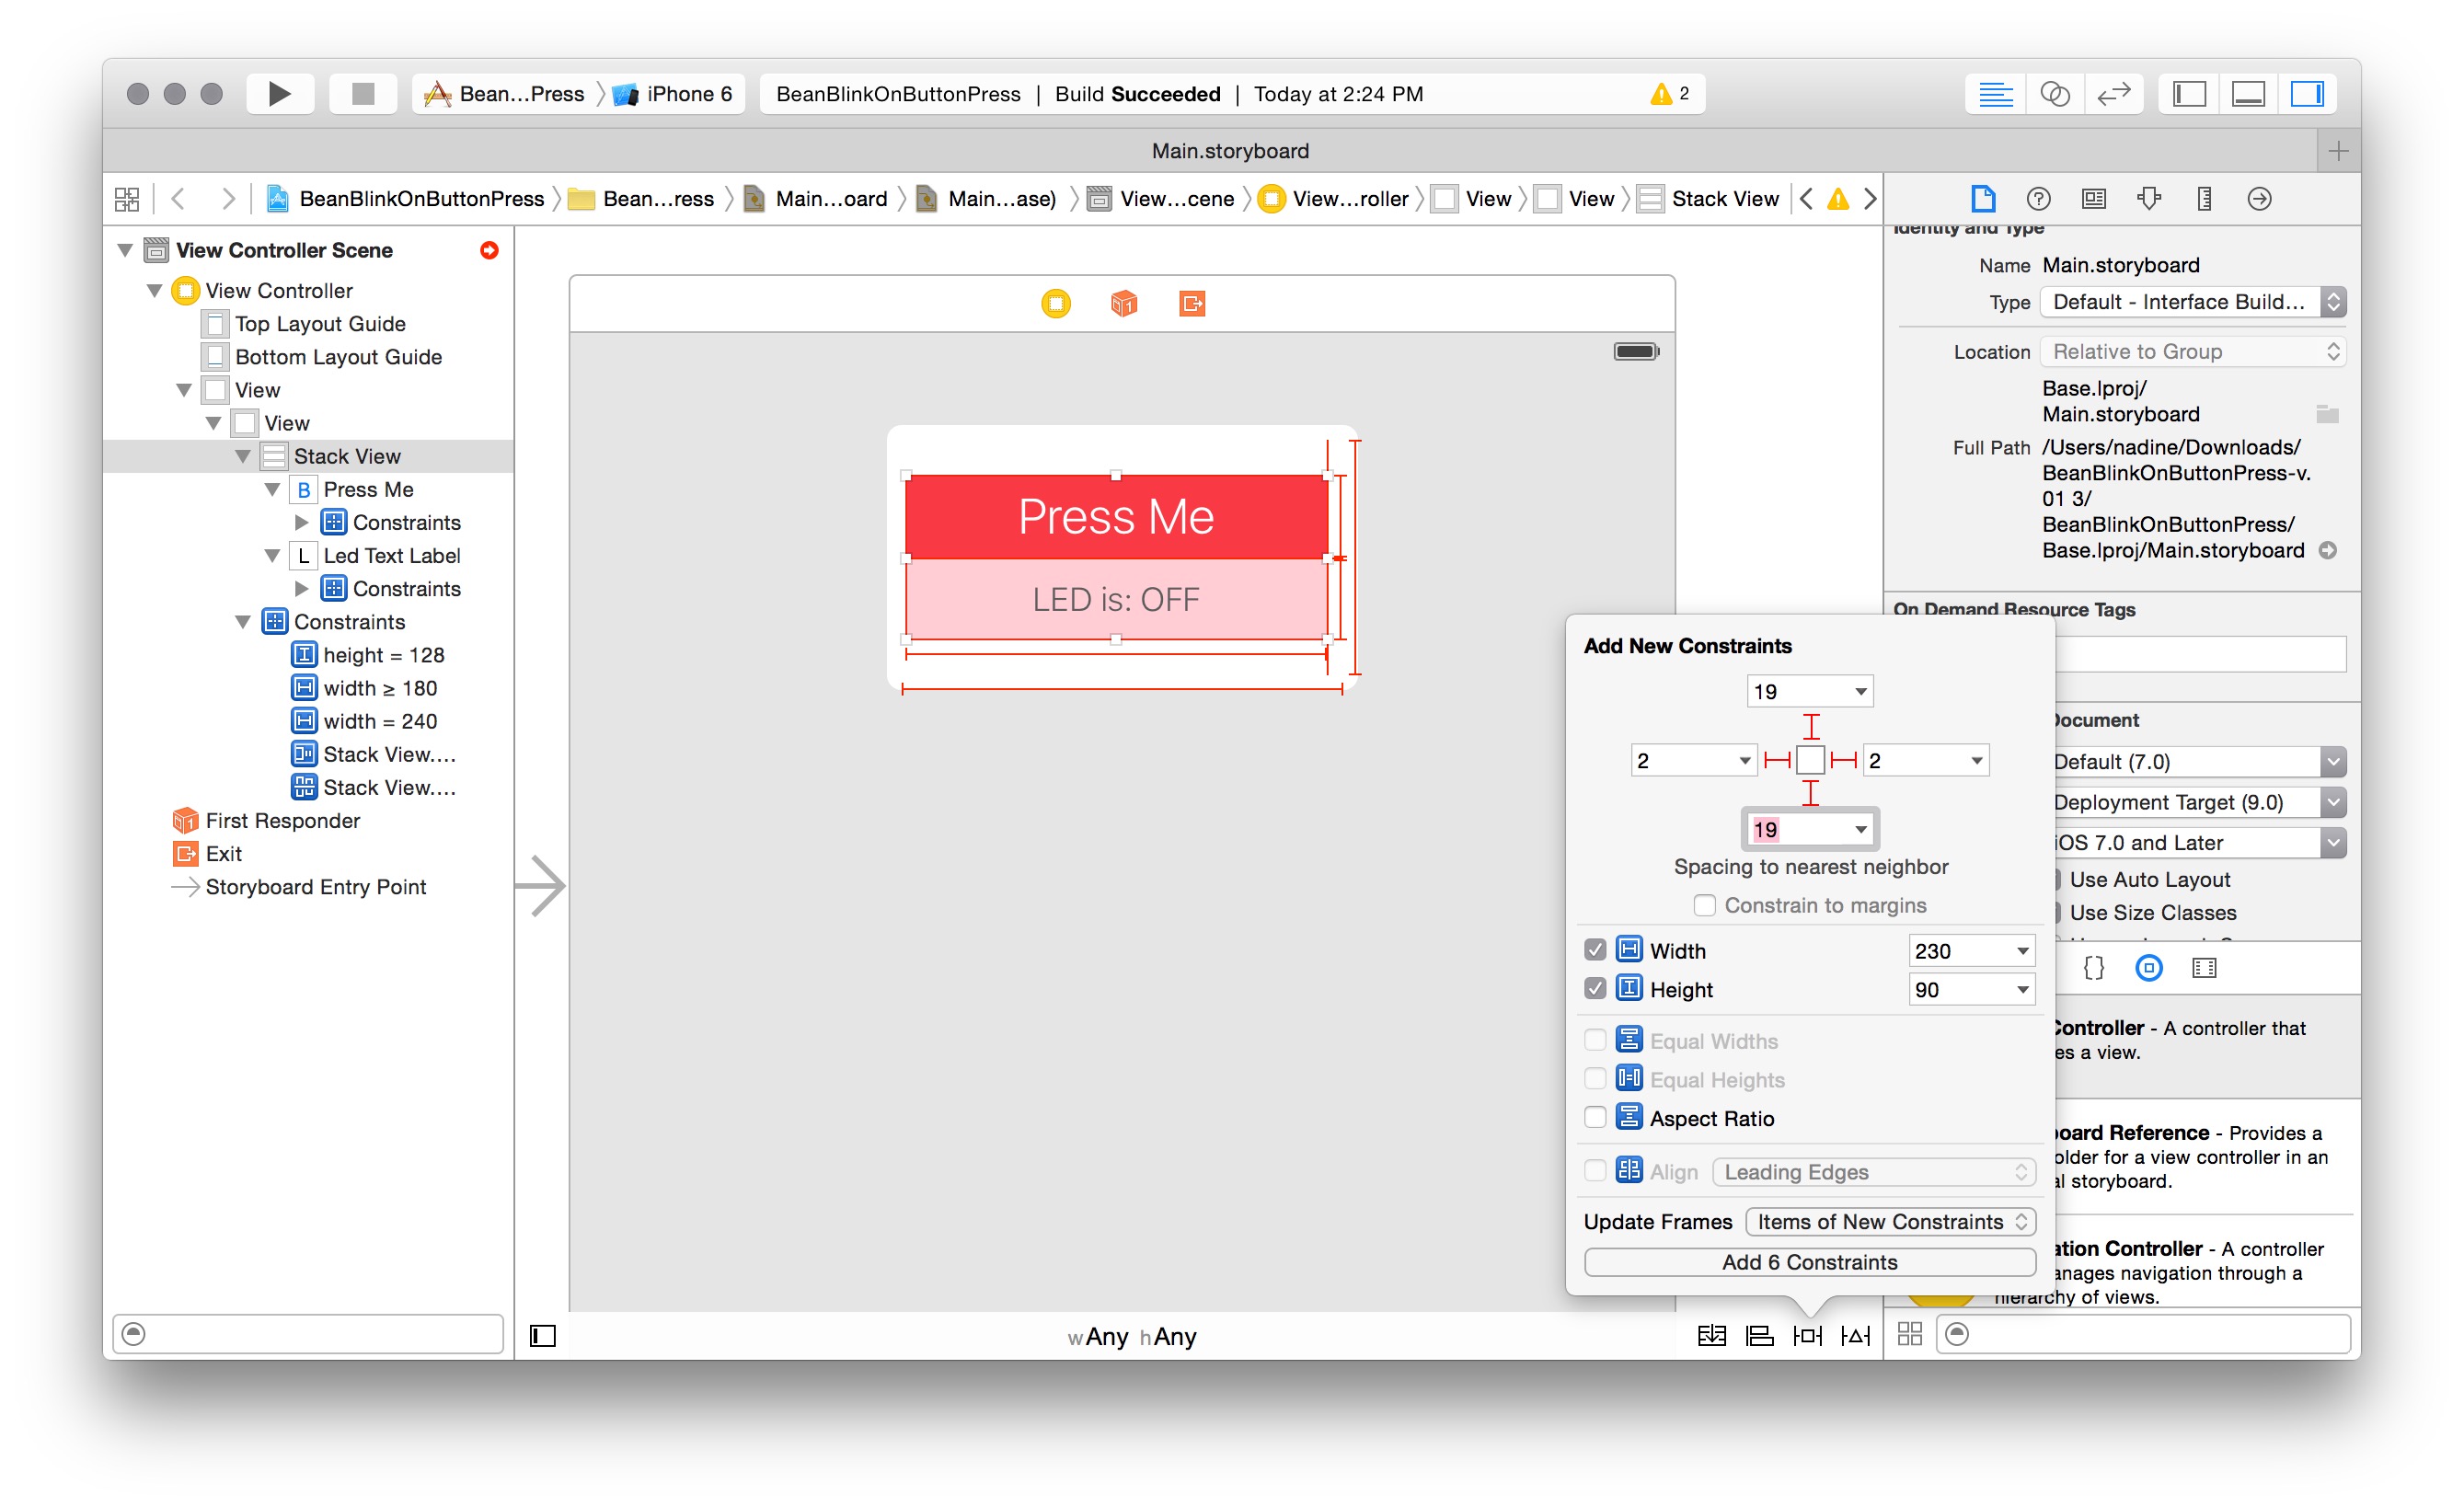 Bean...Press
iPhone 6
BeanBlinkOnButtonPress | Build Succeeded | Today at 2:24 PM
2
Main.storyboard
BeanBlinkOnButtonPress
Bean...ress
Main...oard
Main...ase)
View...cene
View...roller
View
View
Stack View
View Controller Scene
View Controller
Top Layout Guide
Bottom Layout Guide
View
View
Stack View
B Press Me
Constraints
L Led Text Label
Constraints
Constraints
height = 128
width ≥ 180
width = 240
Stack View....
Stack View....
First Responder
Exit
Storyboard Entry Point
Press Me
LED is: OFF
wAny hAny
Identity and Type
Name Main.storyboard
Type Default - Interface Build...
Location Relative to Group
Base.lproj/
Main.storyboard
Full Path /Users/nadine/Downloads/
BeanBlinkOnButtonPress-v.
01 3/
BeanBlinkOnButtonPress/
Base.lproj/Main.storyboard
On Demand Resource Tags
Document
Default (7.0)
Deployment Target (9.0)
iOS 7.0 and Later
Use Auto Layout
Use Size Classes
Controller - A controller that
es a view.
oard Reference - Provides a
older for a view controller in an
al storyboard.
ation Controller - A controller
anages navigation through a
hierarchy of views.
Add New Constraints
19
2
2
19
Spacing to nearest neighbor
Constrain to margins
Width 230
Height 90
Equal Widths
Equal Heights
Aspect Ratio
Align Leading Edges
Update Frames Items of New Constraints
Add 6 Constraints